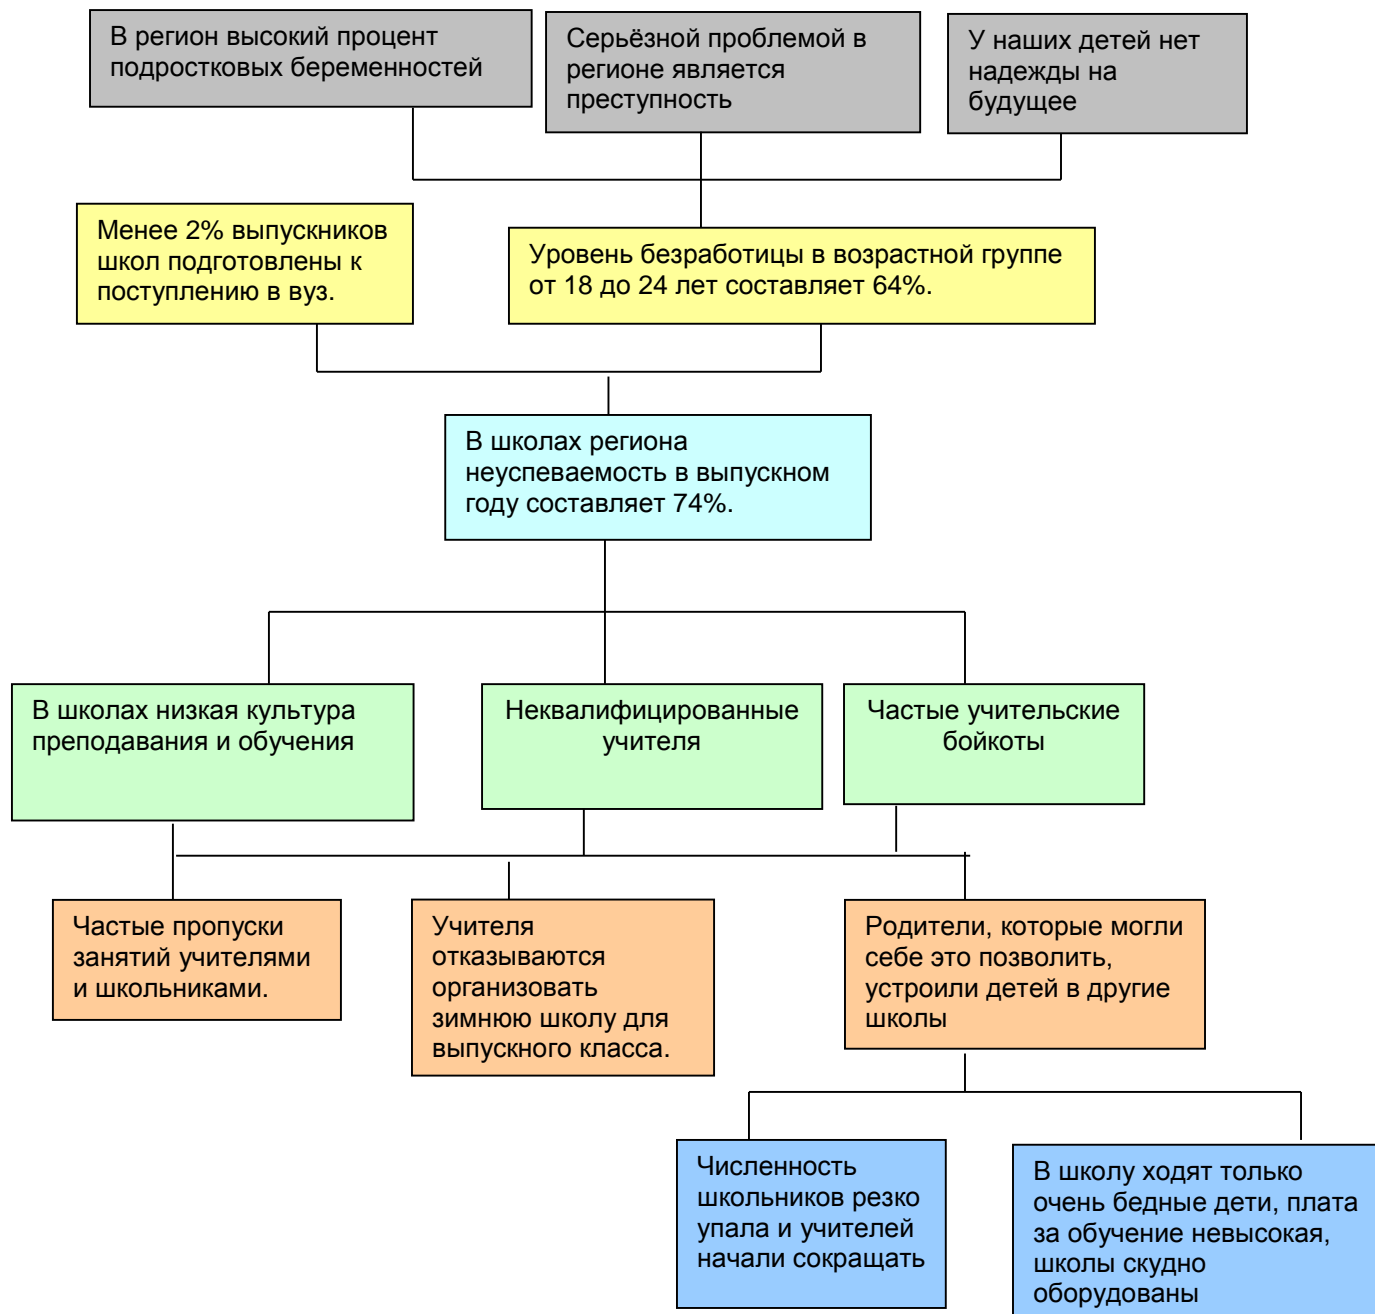 В регион высокий процент
подростковых беременностей
Серьёзной проблемой в
регионе является
преступность
У наших детей нет
надежды на
будущее
Менее 2% выпускников
школ подготовлены к
поступлению в вуз.
Уровень безработицы в возрастной группе
от 18 до 24 лет составляет 64%.
В школах региона
неуспеваемость в выпускном
году составляет 74%.
В школах низкая культура
преподавания и обучения
Неквалифицированные
учителя
Частые учительские
бойкоты
Частые пропуски
занятий учителями
и школьниками.
Учителя
отказываются
организовать
зимнюю школу для
выпускного класса.
Родители, которые могли
себе это позволить,
устроили детей в другие
школы
Численность
школьников резко
упала и учителей
начали сокращать
В школу ходят только
очень бедные дети, плата
за обучение невысокая,
школы скудно
оборудованы